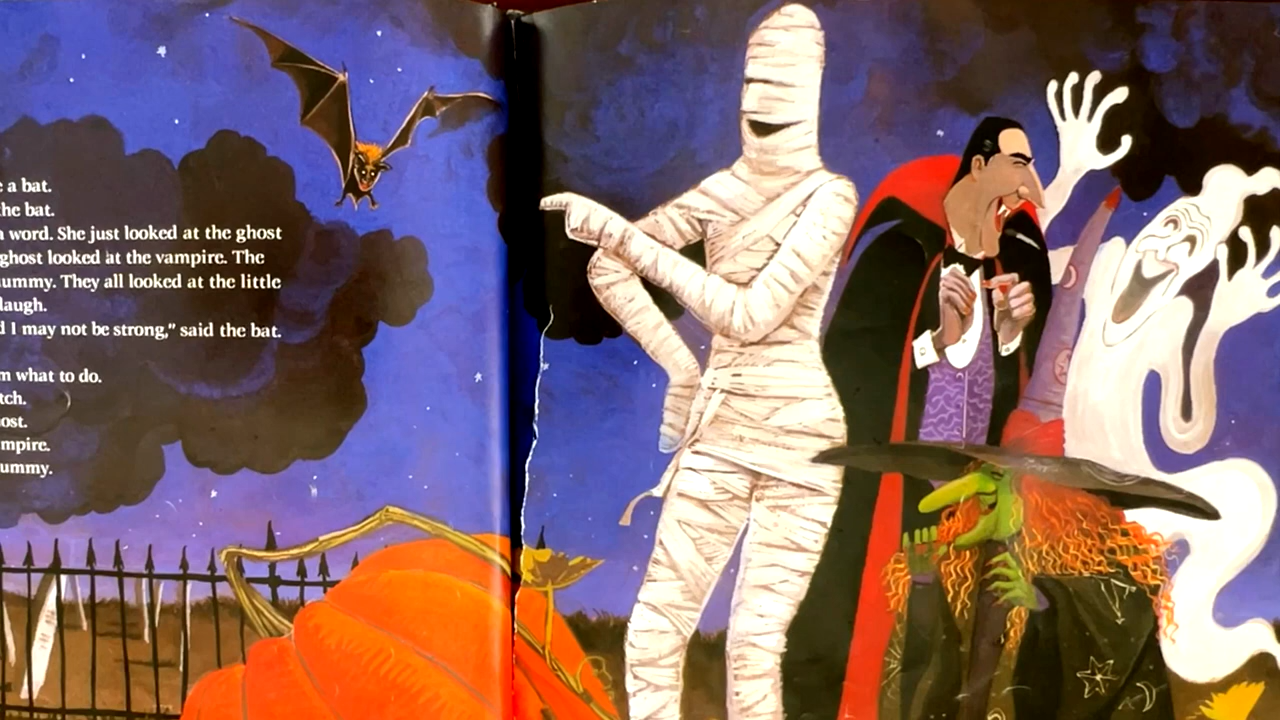 a bat.
the bat.
a word. She just looked at the ghost
ghost looked at the vampire. The
ummy. They all looked at the little
laugh.
d I may not be strong," said the bat.
m what to do.
tch.
ost.
mpire.
ummy.